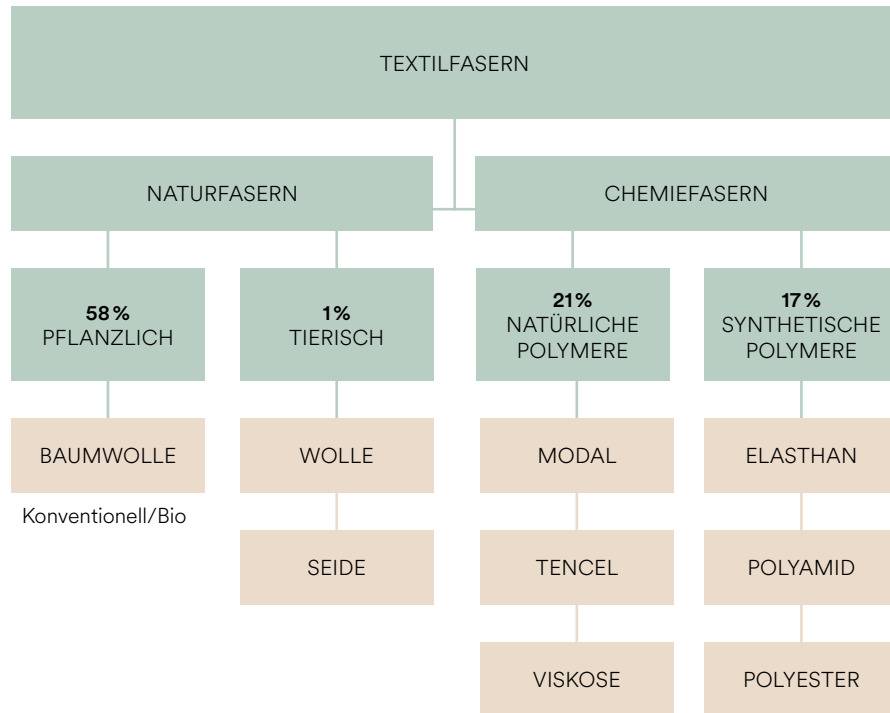 TEXTILFASERN
NATURFASERN
CHEMIEFASERN
58 %
PFLANZLICH
1%
TIERISCH
21%
NATÜRLICHE
POLYMERE
17%
SYNTHETISCHE
POLYMERE
BAUMWOLLE
WOLLE
MODAL
ELASTHAN
Konventionell/Bio
SEIDE
TENCEL
POLYAMID
VISKOSE
POLYESTER